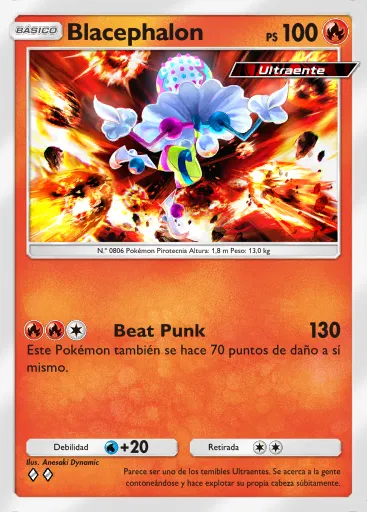 BÁSICO Blacephalon PS 100
Ultraente
N.º 0806 Pokémon Pirotecnia Altura: 1,8 m Peso: 13,0 kg
Beat Punk 130
Este Pokémon también se hace 70 puntos de daño a sí
mismo.
Debilidad +20 Retirada
Ilus. Anesaki Dynamic
Parece ser uno de los temibles Ultraentes. Se acerca a la gente
contoneándose y hace explotar su propia cabeza súbitamente.